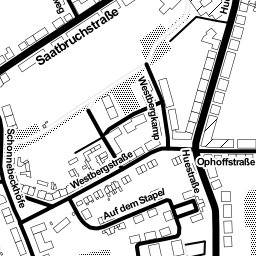 Saatbruchstraße
Westbergkamp
Schonnebeckhöfe
Westbergstraße
Huestraße
Ophoffstraße
Auf dem Stapel